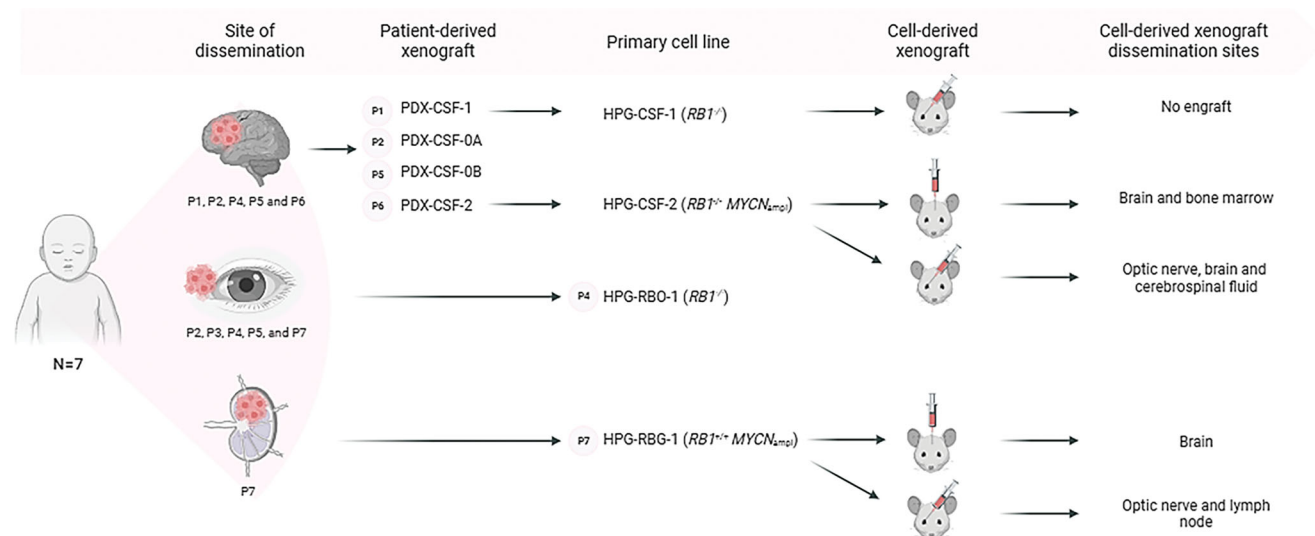 Site of
dissemination
Patient-derived
xenograft
Primary cell line
Cell-derived
xenograft
Cell-derived xenograft
dissemination sites
P1 PDX-CSF-1
HPG-CSF-1 (RB1-/-)
No engraft
P2 PDX-CSF-0A
P5 PDX-CSF-0B
P1, P2, P4, P5 and P6
P6 PDX-CSF-2
HPG-CSF-2 (RB1-/- MYCNampl)
Brain and bone marrow
Optic nerve, brain and
cerebrospinal fluid
P4 HPG-RBO-1 (RB1-/-)
P2, P3, P4, P5, and P7
N=7
P7 HPG-RBG-1 (RB1+/+ MYCNampl)
Brain
P7
Optic nerve and lymph
node